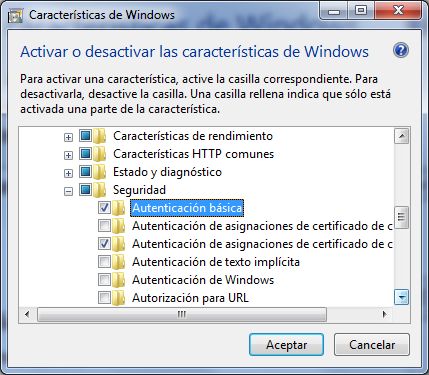 Características de Windows
Activar o desactivar las características de Windows
Para activar una característica, active la casilla correspondiente. Para
desactivarla, desactive la casilla. Una casilla rellena indica que sólo está
activada una parte de la característica.
Características de rendimiento
Características HTTP comunes
Estado y diagnóstico
Seguridad
Autenticación básica
Autenticación de asignaciones de certificado de c
Autenticación de asignaciones de certificado de c
Autenticación de texto implícita
Autenticación de Windows
Autorización para URL
Aceptar
Cancelar